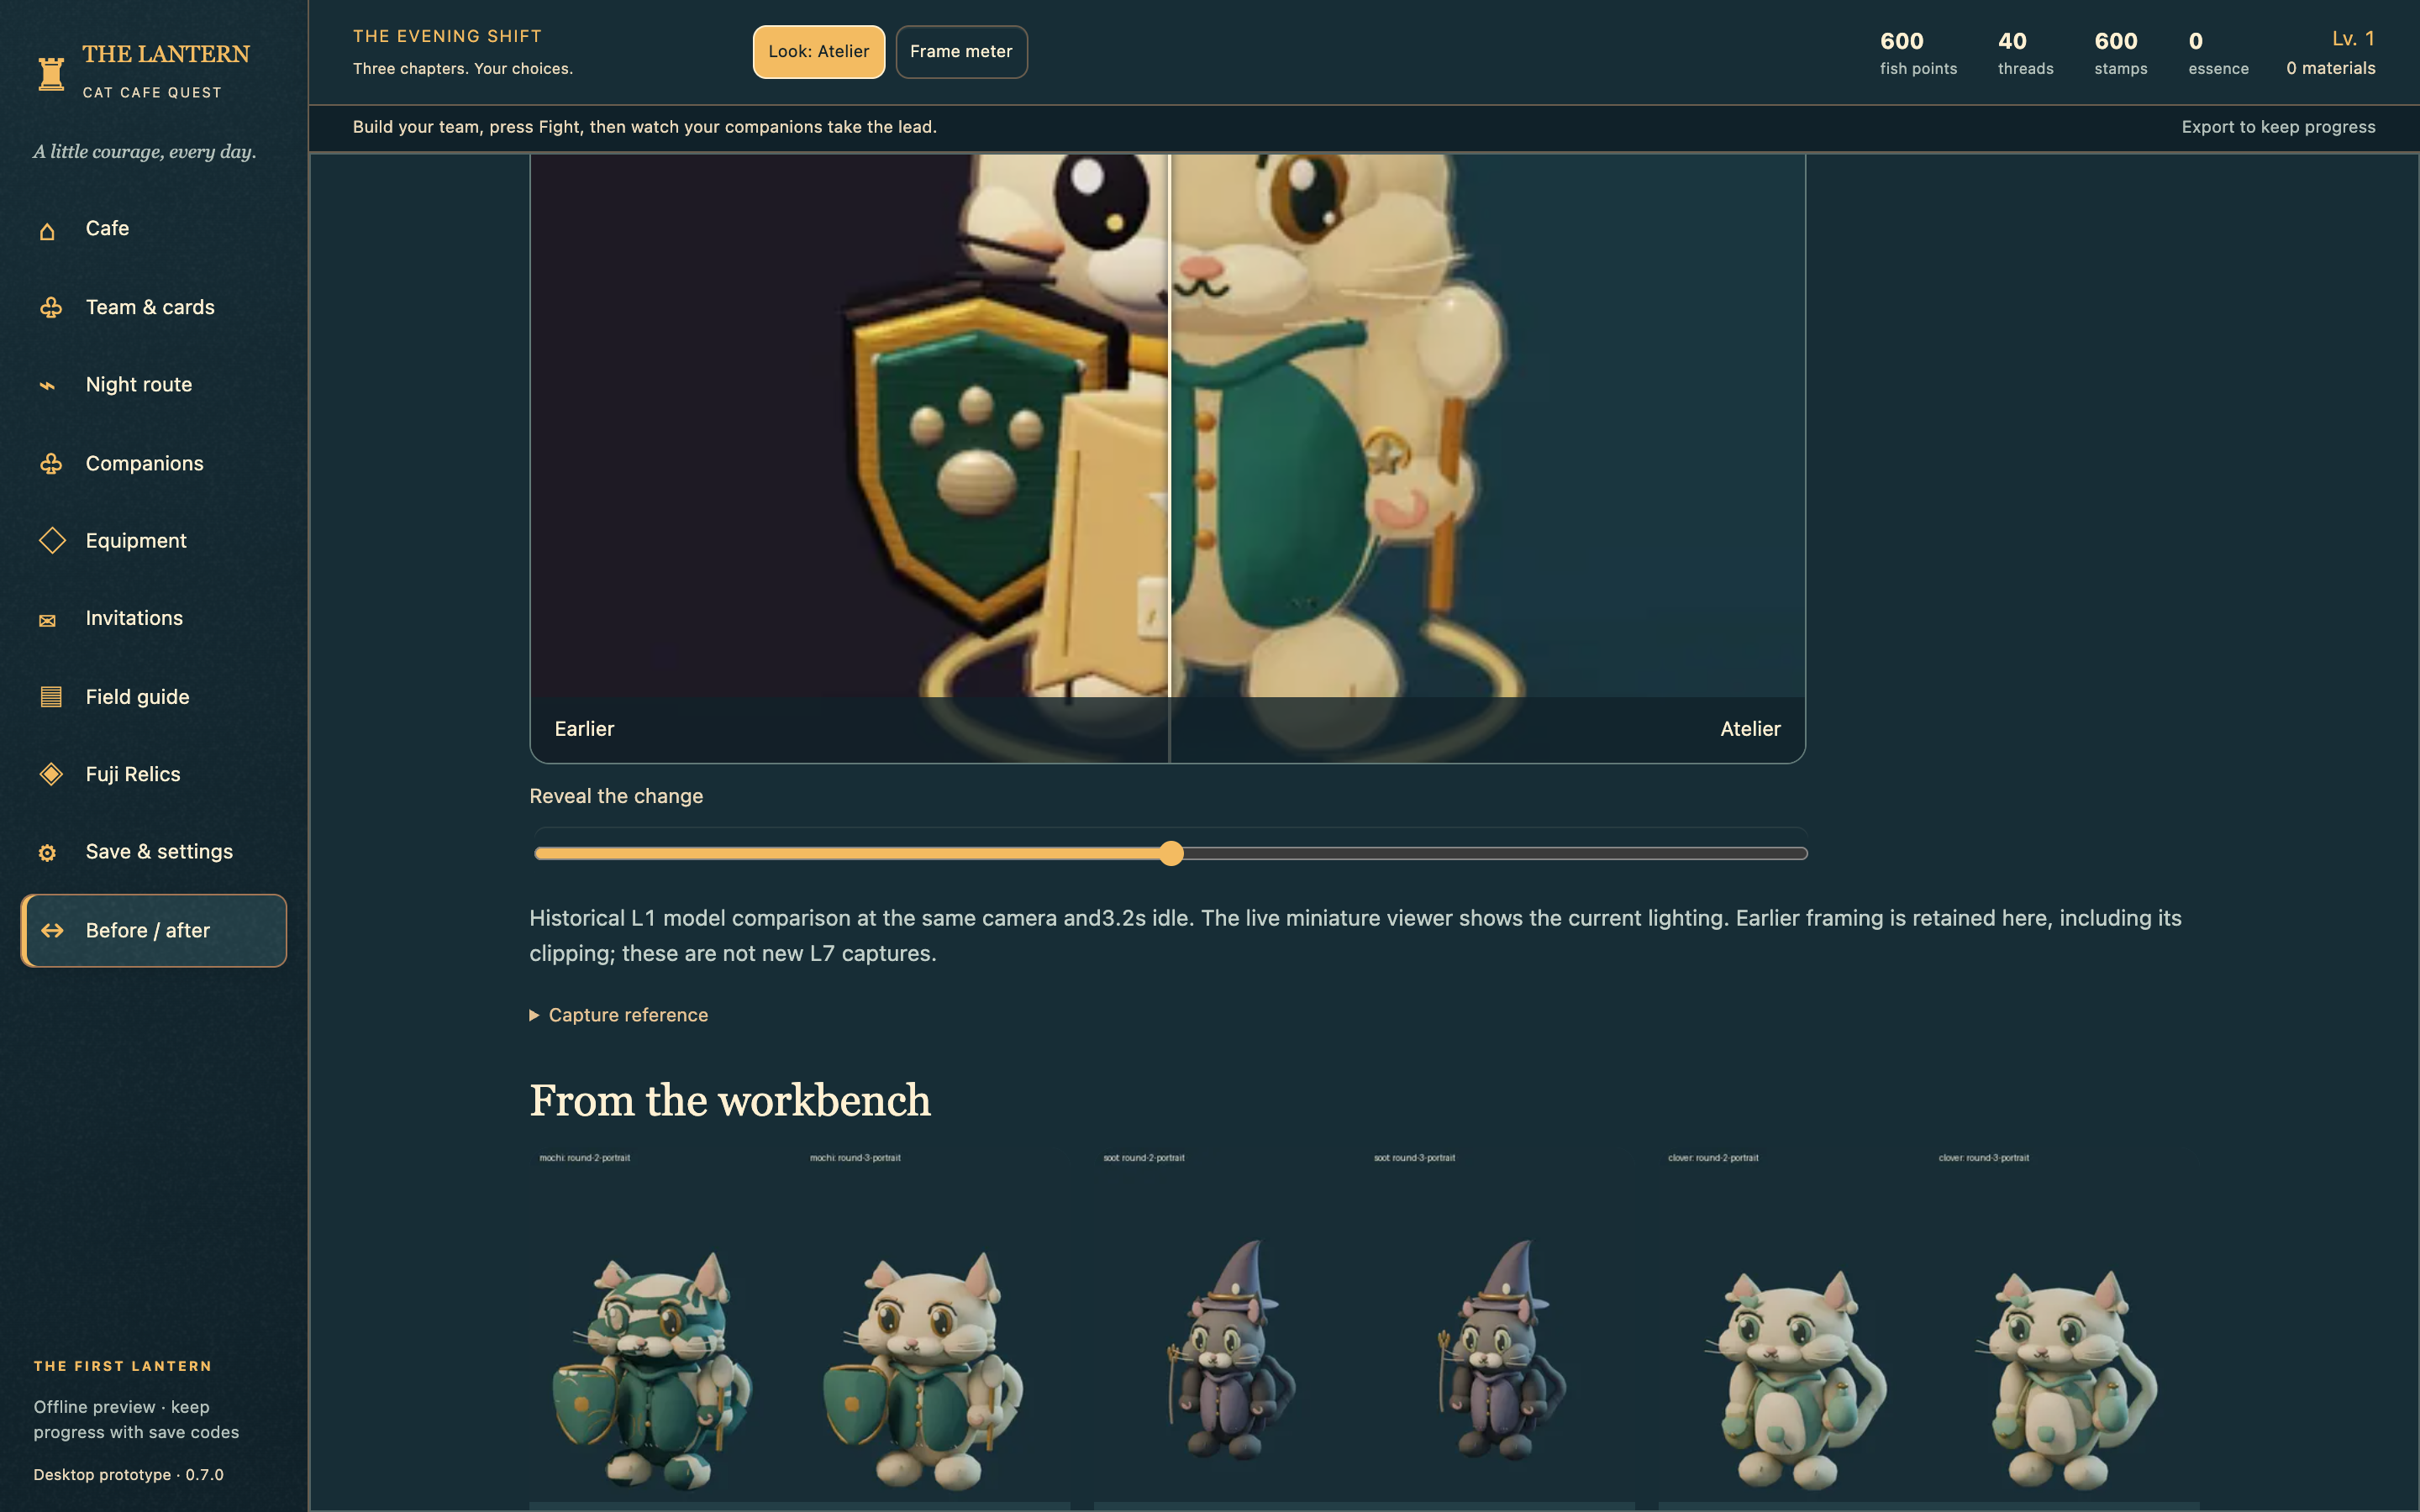 THE LANTERN
CAT CAFE QUEST
A little courage, every day.
Cafe
Team & cards
Night route
Companions
Equipment
Invitations
Field guide
Fuji Relics
Save & settings
Before / after
THE FIRST LANTERN
Offline preview · keep
progress with save codes
Desktop prototype · 0.7.0
THE EVENING SHIFT
Three chapters. Your choices.
Look: Atelier
Frame meter
600
fish points
40
threads
600
stamps
0
essence
Lv. 1
0 materials
Build your team, press Fight, then watch your companions take the lead.
Export to keep progress
Earlier
Atelier
Reveal the change
Historical L1 model comparison at the same camera and3.2s idle. The live miniature viewer shows the current lighting. Earlier framing is retained here, including its
clipping; these are not new L7 captures.
Capture reference
From the workbench
mochi: round-2-portrait
mochi: round-3-portrait
soot: round-2-portrait
soot: round-3-portrait
clover: round-2-portrait
clover: round-3-portrait